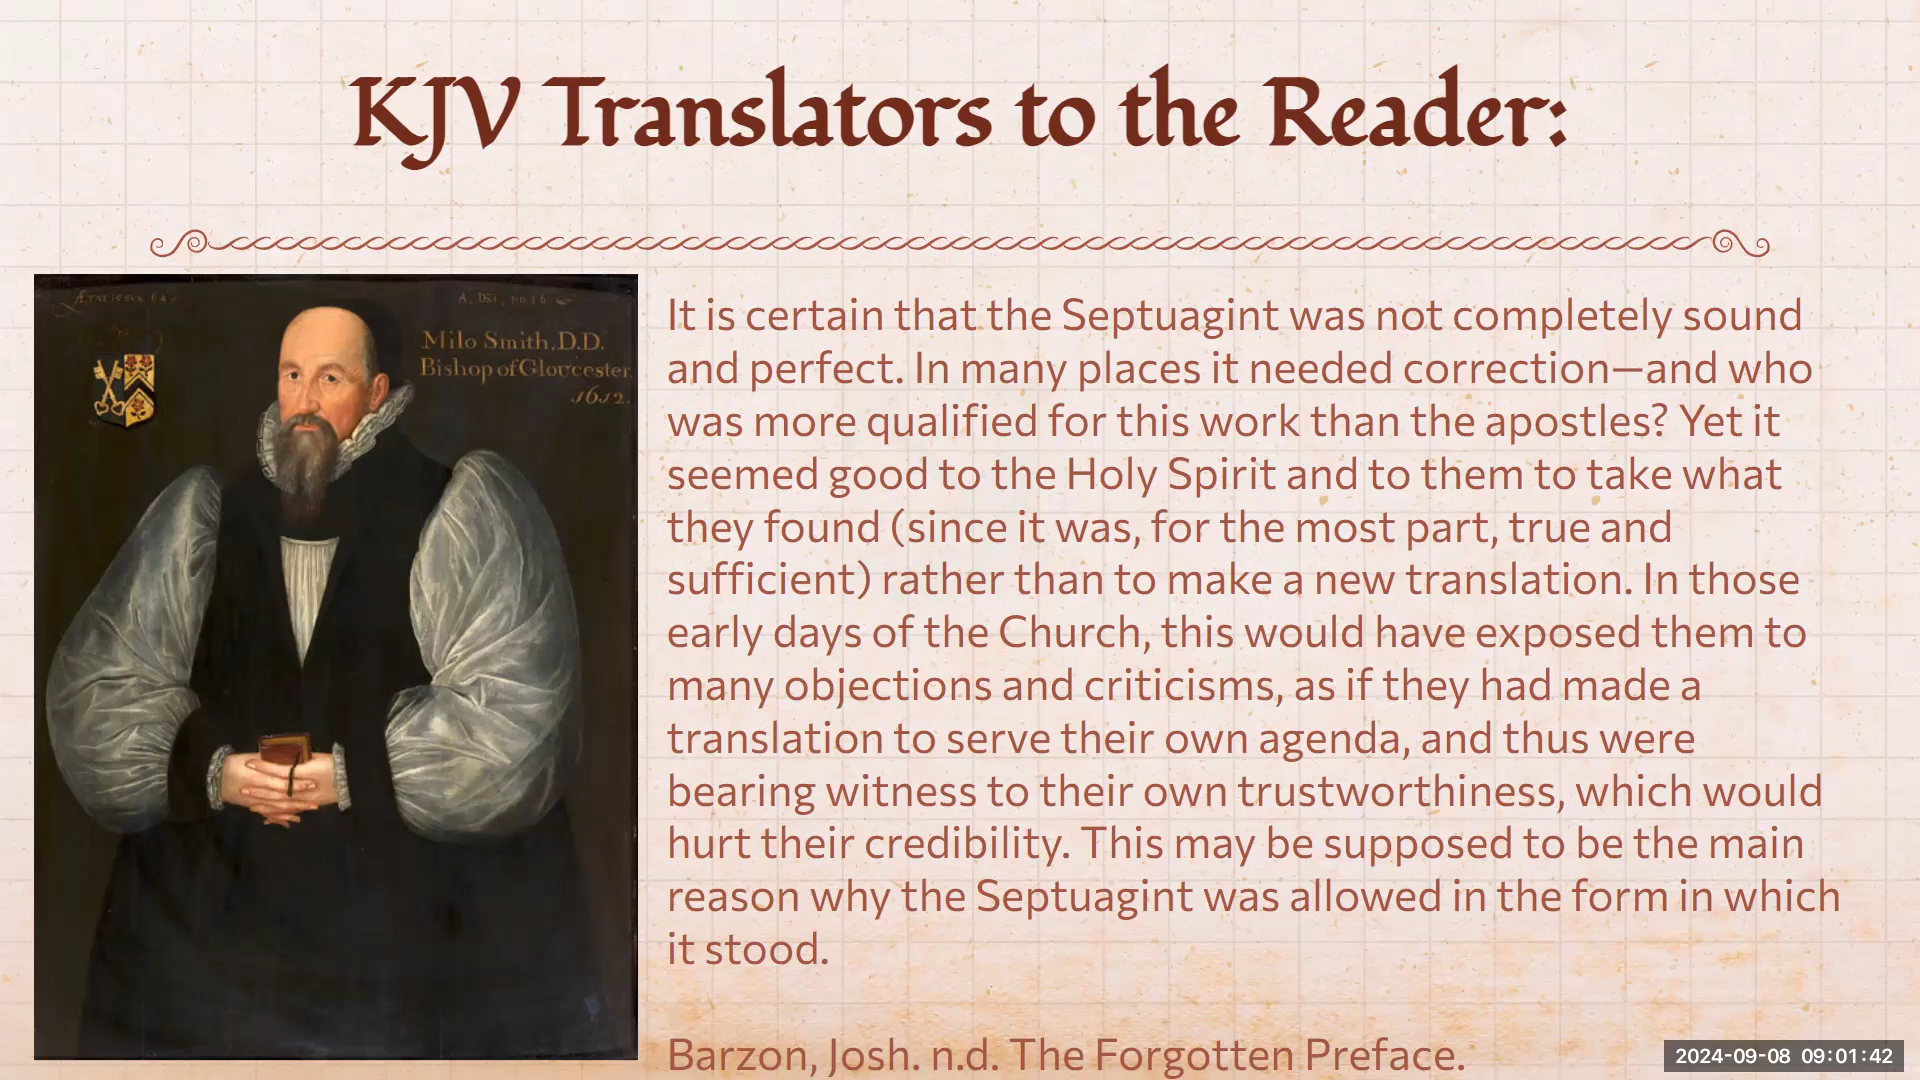 KJV Translators to the Reader:
A, Dni, 1616
Milo Smith, D.D.
Bishop of Gloucester
1612.
It is certain that the Septuagint was not completely sound
and perfect. In many places it needed correction—and who
was more qualified for this work than the apostles? Yet it
seemed good to the Holy Spirit and to them to take what
they found (since it was, for the most part, true and
sufficient) rather than to make a new translation. In those
early days of the Church, this would have exposed them to
many objections and criticisms, as if they had made a
translation to serve their own agenda, and thus were
bearing witness to their own trustworthiness, which would
hurt their credibility. This may be supposed to be the main
reason why the Septuagint was allowed in the form in which
it stood.
Barzon, Josh. n.d. The Forgotten Preface.
2024-09-08 09:01:42